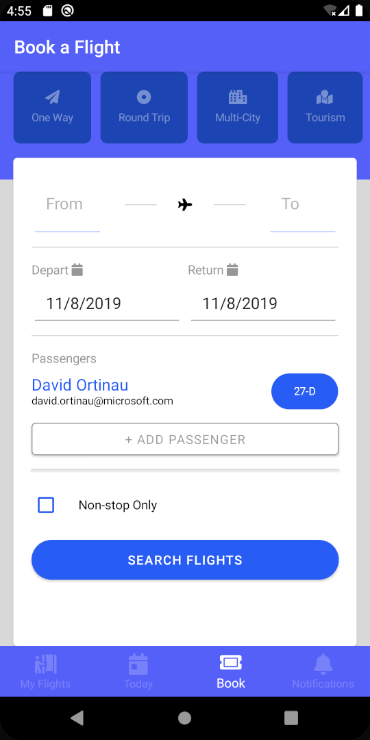 4:55
Book a Flight
One Way Round Trip Multi-City Tourism
From To
Depart Return
11/8/2019 11/8/2019
Passengers
David Ortinau
david.ortinau@microsoft.com
27-D
+ ADD PASSENGER
Non-stop Only
SEARCH FLIGHTS
My Flights Today Book Notifications